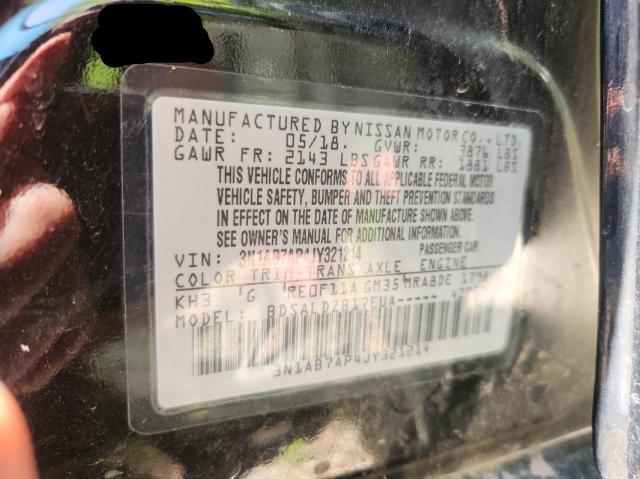 MANUFACTURED BY NISSAN MOTOR CO., LTD.
DATE: 05/18. GVWR: 3876 LBS
GAWR FR: 2143 LBS GAWR RR: 1881 LBS
THIS VEHICLE CONFORMS TO ALL APPLICABLE FEDERAL MOTOR
VEHICLE SAFETY, BUMPER AND THEFT PREVENTION STANDARDS
IN EFFECT ON THE DATE OF MANUFACTURE SHOWN ABOVE.
SEE OWNER'S MANUAL FOR ADDITIONAL INFORMATION.
VIN: 3N1AB7AP4JY321214 PASSENGER CAR
COLOR TRIM TRANS AXLE ENGINE
KH3 G RE0F11A GM35 MRA8DE 1798
MODEL: BDSALDZB17EUA-----
3N1AB7AP4JY321214